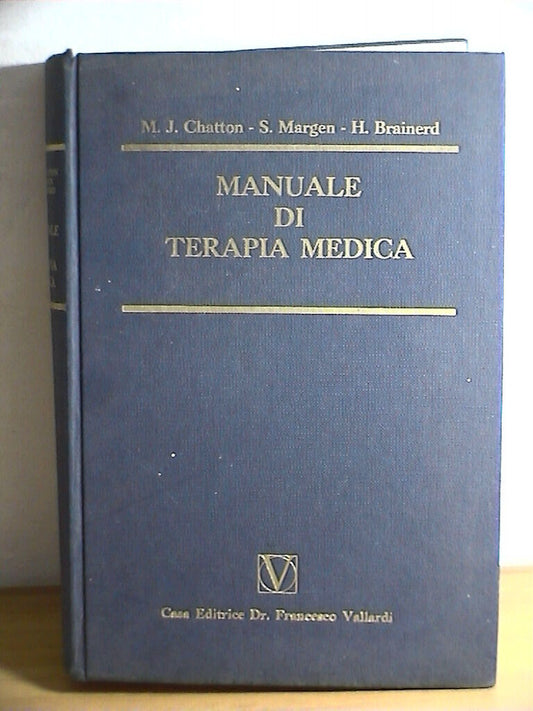 M. J. Chatton - S. Margen - H. Brainerd
MANUALE
DI
TERAPIA MEDICA
V
Casa Editrice Dr. Francesco Vallardi